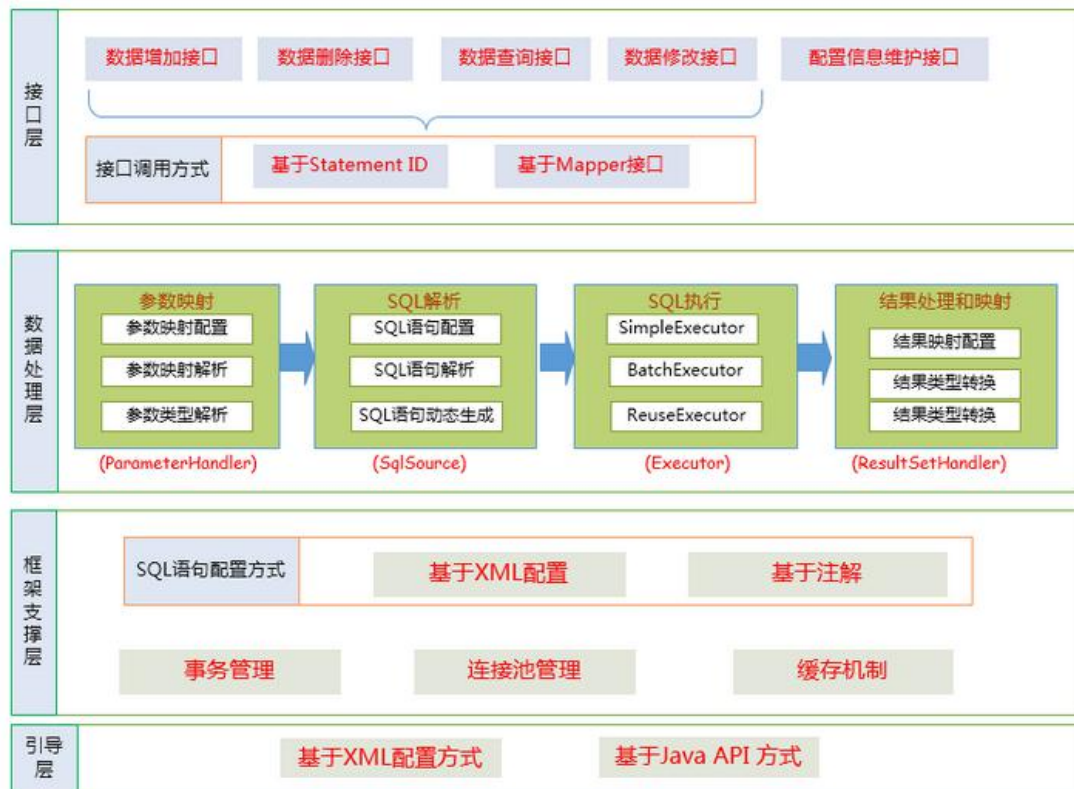 接口层
数据增加接口
数据删除接口
数据查询接口
数据修改接口
配置信息维护接口
接口调用方式
基于Statement ID
基于Mapper接口
数据处理层
参数映射
参数映射配置
参数映射解析
参数类型解析
(ParameterHandler)
SQL解析
SQL语句配置
SQL语句解析
SQL语句动态生成
(SqlSource)
SQL执行
SimpleExecutor
BatchExecutor
ReuseExecutor
(Executor)
结果处理和映射
结果映射配置
结果类型转换
结果类型转换
(ResultSetHandler)
框架支撑层
SQL语句配置方式
基于XML配置
基于注解
事务管理
连接池管理
缓存机制
引导层
基于XML配置方式
基于Java API 方式